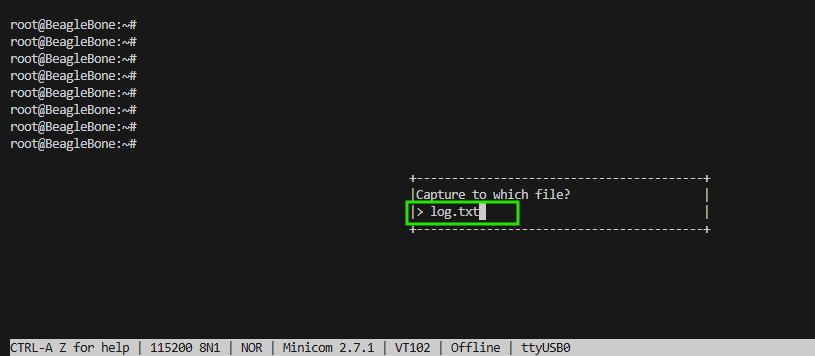 root@BeagleBone:~#
root@BeagleBone:~#
root@BeagleBone:~#
root@BeagleBone:~#
root@BeagleBone:~#
root@BeagleBone:~#
root@BeagleBone:~#
root@BeagleBone:~#
+-----------------------------------------+
|Capture to which file? |
|> log.txt |
+-----------------------------------------+
CTRL-A Z for help | 115200 8N1 | NOR | Minicom 2.7.1 | VT102 | Offline | ttyUSB0